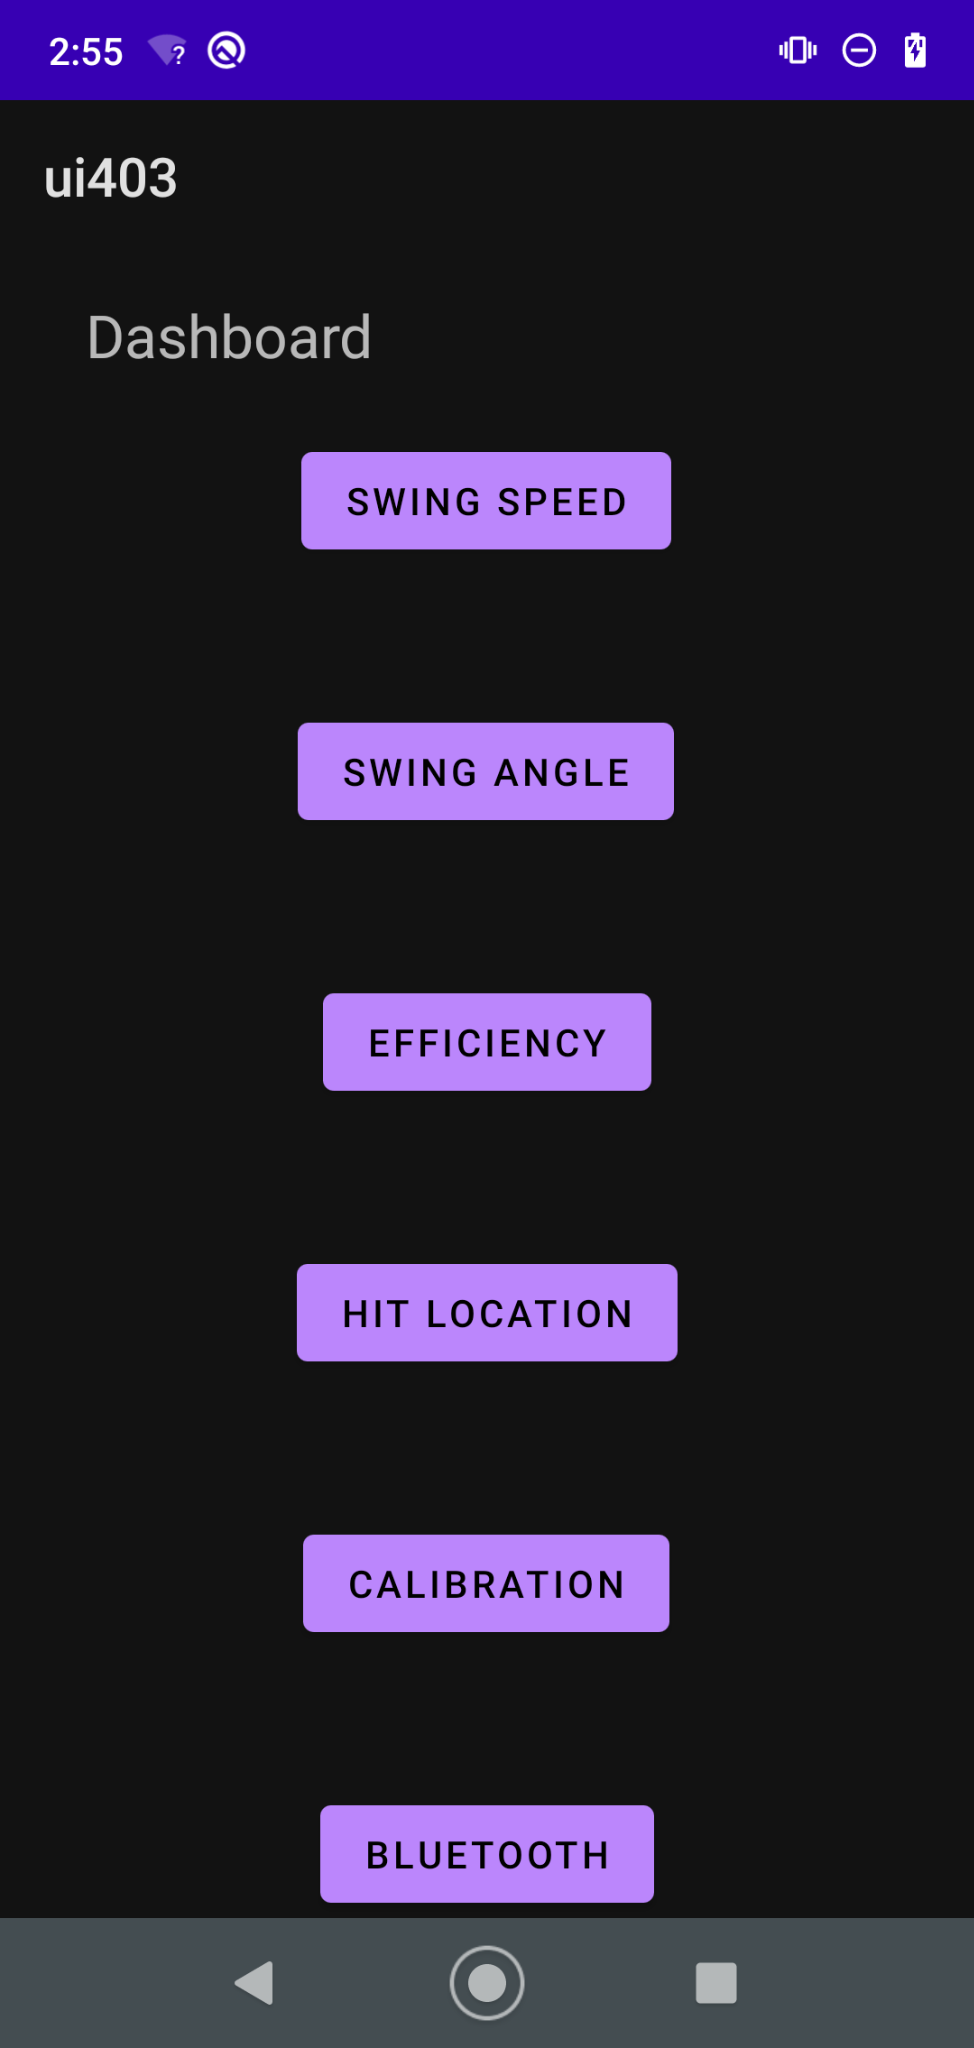 2:55
ui403
Dashboard
SWING SPEED
SWING ANGLE
EFFICIENCY
HIT LOCATION
CALIBRATION
BLUETOOTH